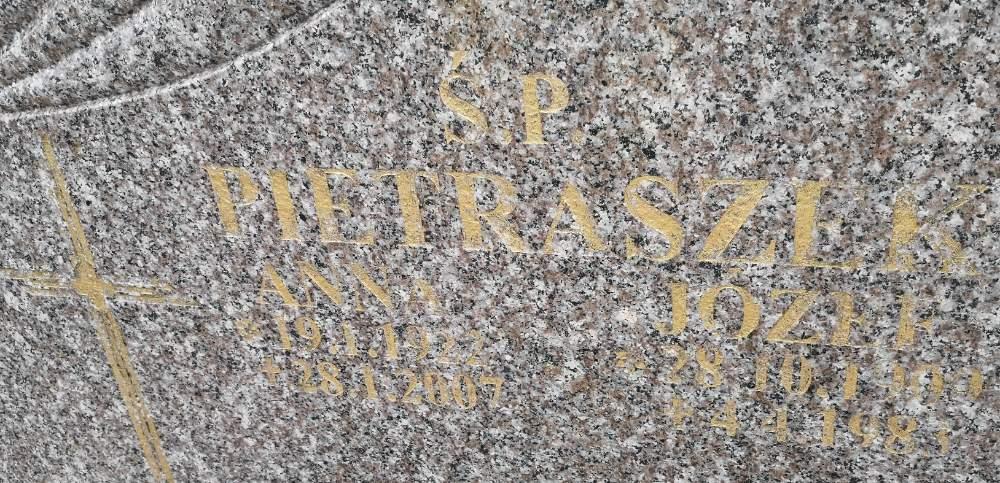 Ś.P.
PIETRASZEK
ANNA
* 19.1.1922
+ 28.1.2007
JÓZEF